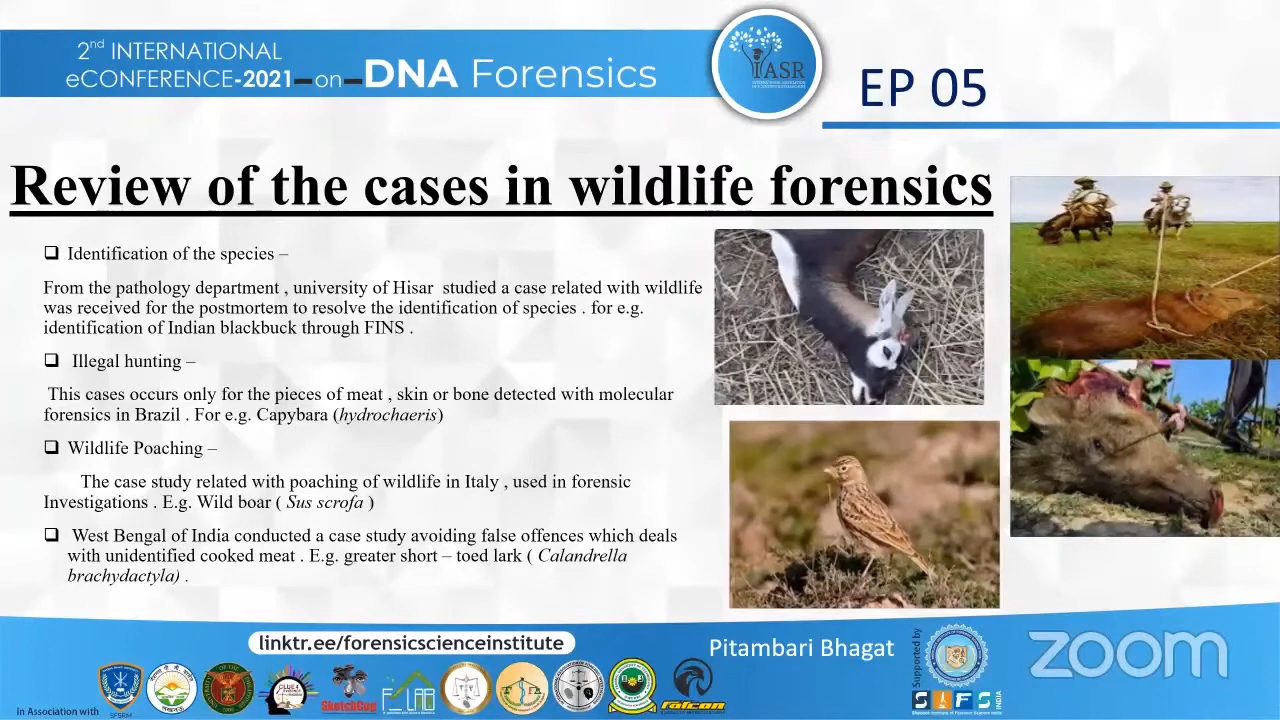 2nd INTERNATIONAL
eCONFERENCE-2021-on-DNA Forensics
IASR
EP 05
Review of the cases in wildlife forensics
❑ Identification of the species –
From the pathology department , university of Hisar studied a case related with wildlife
was received for the postmortem to resolve the identification of species . for e.g.
identification of Indian blackbuck through FINS .
❑ Illegal hunting –
This cases occurs only for the pieces of meat , skin or bone detected with molecular
forensics in Brazil . For e.g. Capybara (hydrochaeris)
❑ Wildlife Poaching –
The case study related with poaching of wildlife in Italy , used in forensic
Investigations . E.g. Wild boar ( Sus scrofa )
❑ West Bengal of India conducted a case study avoiding false offences which deals
with unidentified cooked meat . E.g. greater short – toed lark ( Calandrella
brachydactyla) .
linktr.ee/forensicscienceinstitute
Pitambari Bhagat
Supported by
zoom
In Association with
SFSRM
CLUE4
SketchCop
falcon
SIFS
INDIA